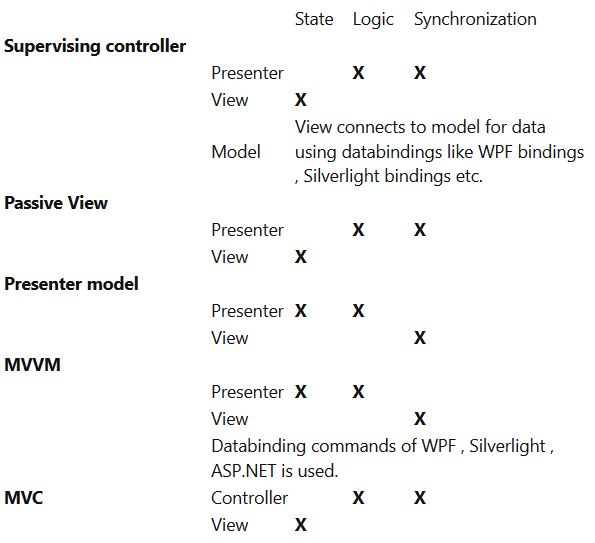 State Logic Synchronization
Supervising controller
Presenter X X
View X
View connects to model for data
Model using databindings like WPF bindings
, Silverlight bindings etc.
Passive View
Presenter X X
View X
Presenter model
Presenter X X
View X
MVVM
Presenter X X
View X
Databinding commands of WPF , Silverlight ,
ASP.NET is used.
MVC Controller X X
View X